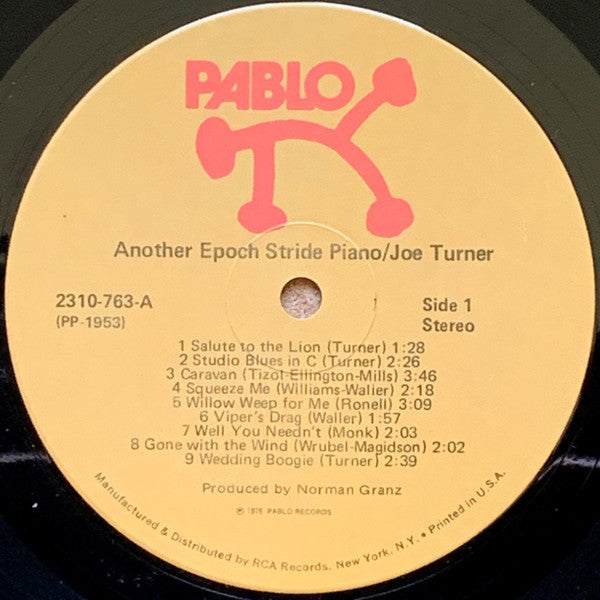 PABLO
Another Epoch Stride Piano/Joe Turner
2310-763-A
(PP-1953)
Side 1
Stereo
1 Salute to the Lion (Turner) 1:28
2 Studio Blues in C (Turner) 2:26
3 Caravan (Tizol-Ellington-Mills) 3:46
4 Squeeze Me (Williams-Waller) 2:18
5 Willow Weep for Me (Ronell) 3:09
6 Viper's Drag (Waller) 1:57
7 Well You Needn't (Monk) 2:03
8 Gone with the Wind (Wrubel-Magidson) 2:02
9 Wedding Boogie (Turner) 2:39
Produced by Norman Granz
℗ 1976 PABLO RECORDS
Manufactured & Distributed by RCA Records, New York, N.Y. • Printed in U.S.A.